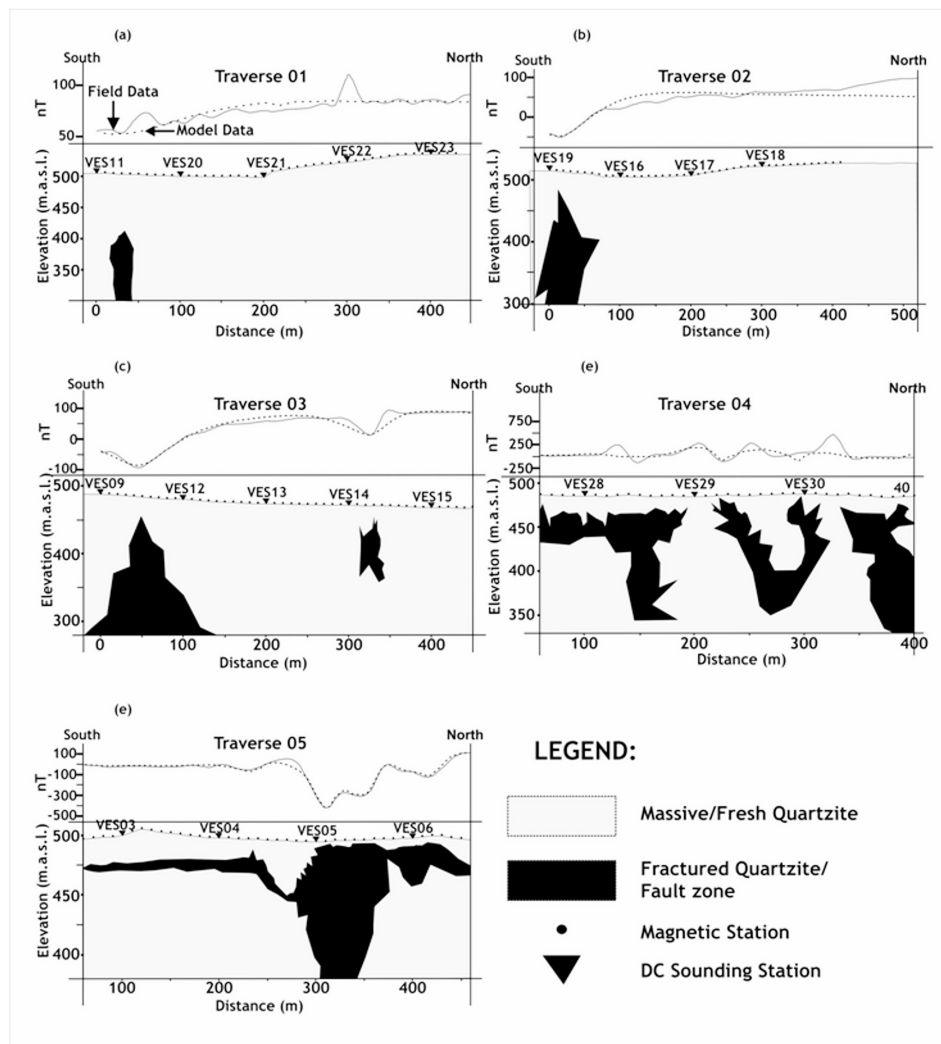 (a)
South
North
Traverse 01
Field Data
Model Data
nT
100
50
VES11 VES20 VES21 VES22 VES23
Elevation (m.a.s.l.)
500
450
400
350
0 100 200 300 400
Distance (m)
(b)
South
North
Traverse 02
nT
100
0
VES19 VES16 VES17 VES18
Elevation (m.a.s.l.)
500
400
300
0 100 200 300 400 500
Distance (m)
(c)
South
North
Traverse 03
nT
100
0
-100
VES09 VES12 VES13 VES14 VES15
Elevation (m.a.s.l.)
500
400
300
0 100 200 300 400
Distance (m)
(e)
South
North
Traverse 04
nT
750
250
-250
VES28 VES29 VES30 40
Elevation (m.a.s.l.)
500
450
400
350
100 200 300 400
Distance (m)
(e)
South
North
Traverse 05
nT
100
-100
-300
-500
VES03 VES04 VES05 VES06
Elevation (m.a.s.l.)
500
450
400
100 200 300 400
Distance (m)
LEGEND:
Massive/Fresh Quartzite
Fractured Quartzite/
Fault zone
Magnetic Station
DC Sounding Station